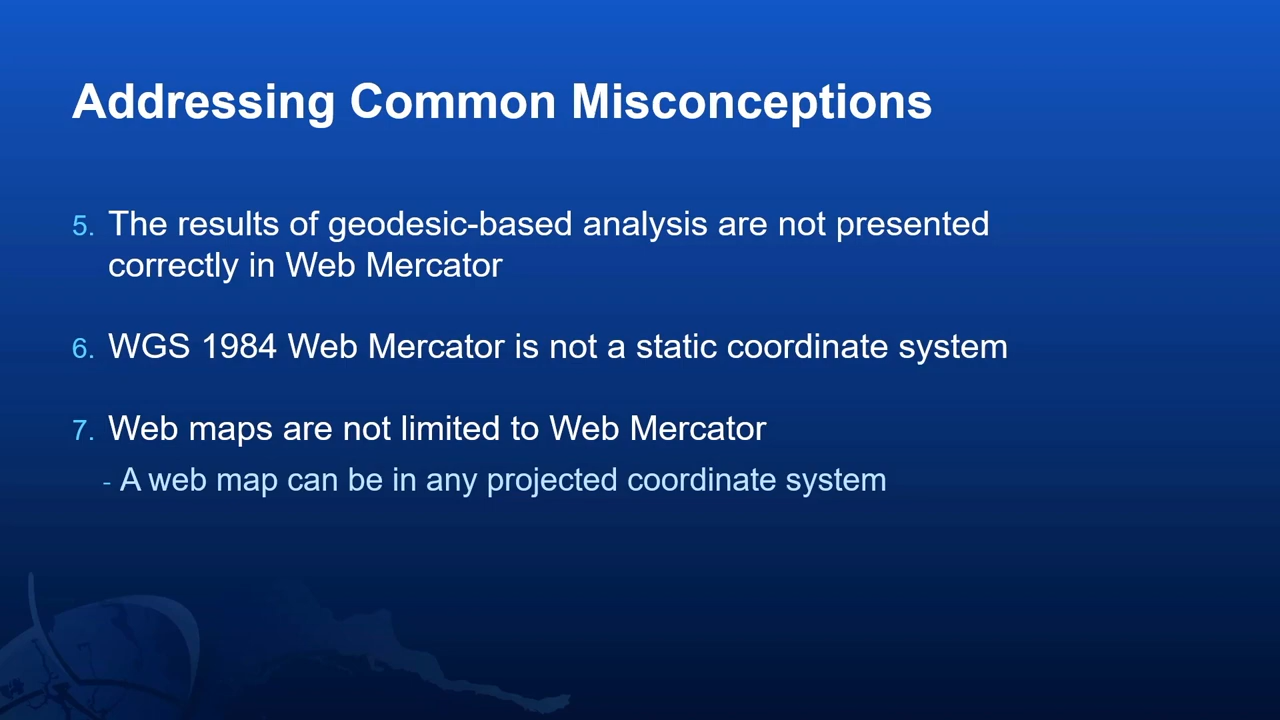 Addressing Common Misconceptions
5. The results of geodesic-based analysis are not presented
correctly in Web Mercator
6. WGS 1984 Web Mercator is not a static coordinate system
7. Web maps are not limited to Web Mercator
- A web map can be in any projected coordinate system